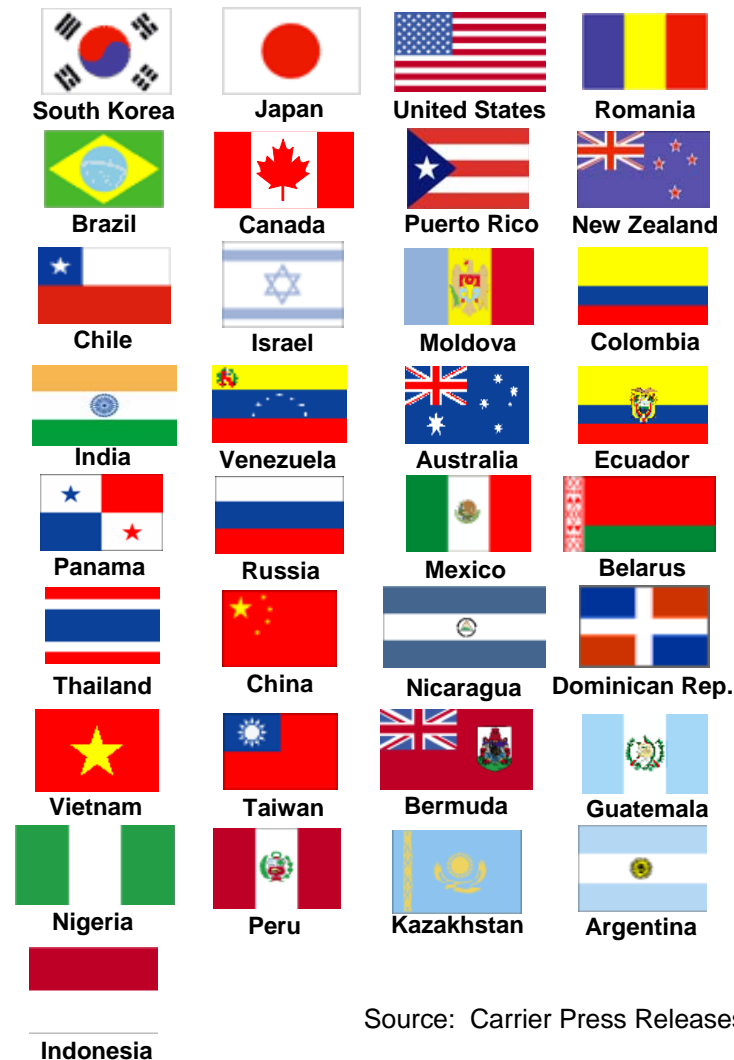 South Korea Japan United States Romania
Brazil Canada Puerto Rico New Zealand
Chile Israel Moldova Colombia
India Venezuela Australia Ecuador
Panama Russia Mexico Belarus
Thailand China Nicaragua Dominican Rep.
Vietnam Taiwan Bermuda Guatemala
Nigeria Peru Kazakhstan Argentina
Source: Carrier Press Releases
Indonesia